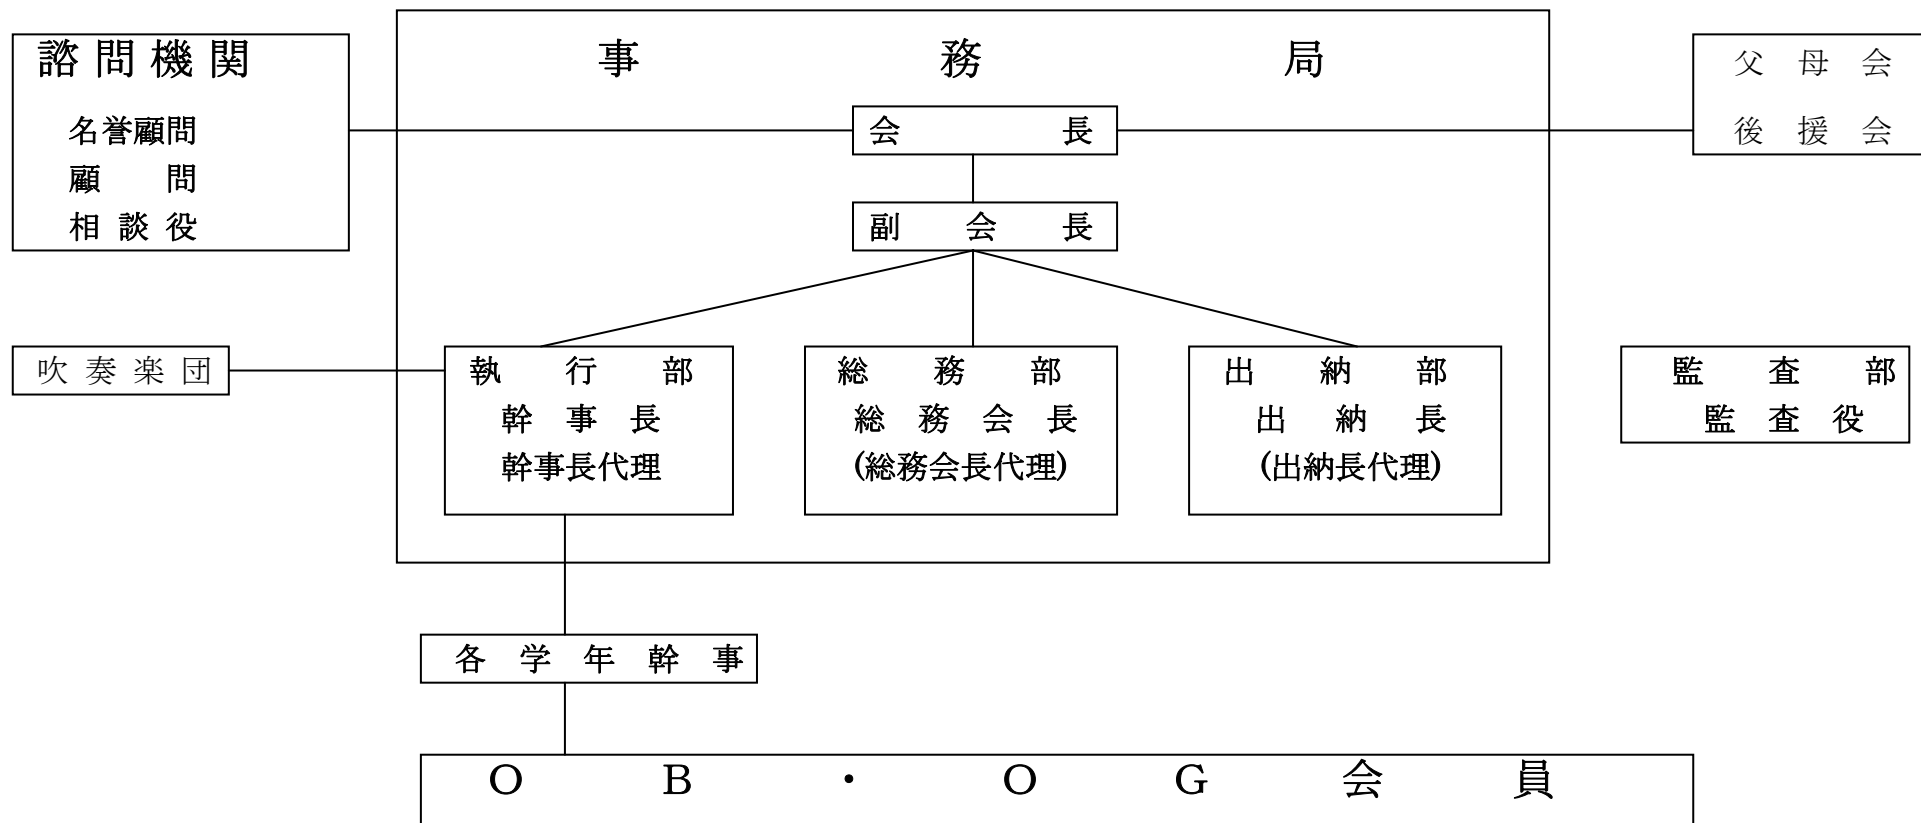 諮問機関
名誉顧問
顧問
相談役
事務局
会長
副会長
父母会
後援会
吹奏楽団
執行部
幹事長
幹事長代理
総務部
総務会長
(総務会長代理)
出納部
出納長
(出納長代理)
監査部
監査役
各学年幹事
OB・OG会員